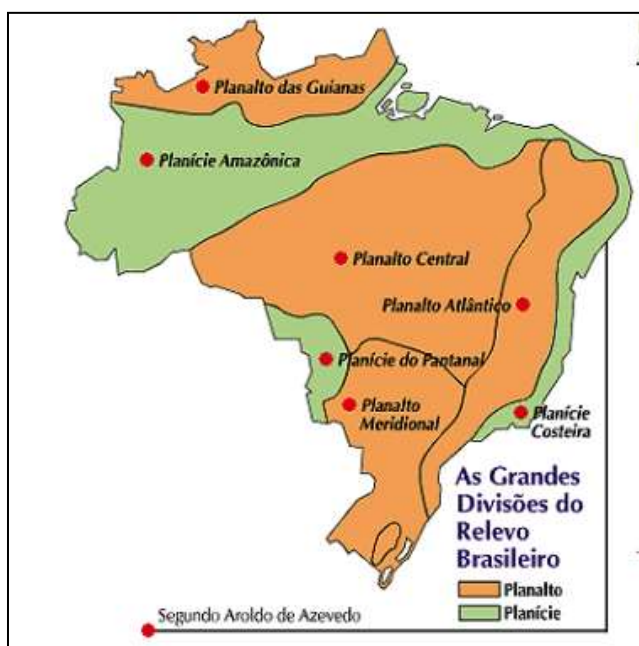 Planalto das Guianas
Planície Amazônica
Planalto Central
Planalto Atlântico
Planície do Pantanal
Planalto
Meridional
Planície
Costeira
As Grandes
Divisões do
Relevo
Brasileiro
Planalto
Planície
Segundo Aroldo de Azevedo